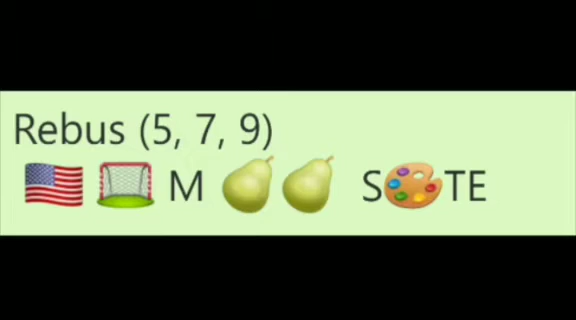 Rebus (5, 7, 9)
🇺🇸 🥅 M 🍐🍐 S🎨TE